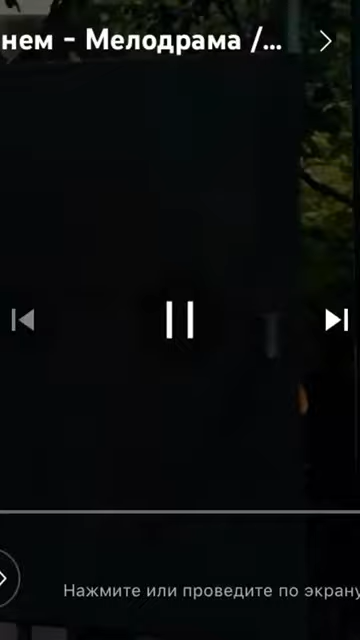 нем - Мелодрама /...
Нажмите или проведите по экрану